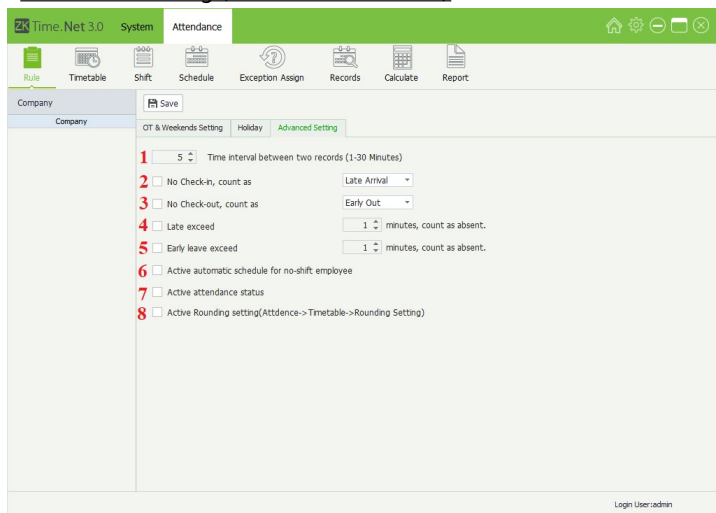 ZKTime.Net 3.0 System Attendance
Rule Timetable Shift Schedule Exception Assign Records Calculate Report
Company Save
Company OT & Weekends Setting Holiday Advanced Setting
1 5 Time interval between two records (1-30 Minutes)
2 No Check-in, count as Late Arrival
3 No Check-out, count as Early Out
4 Late exceed 1 minutes, count as absent.
5 Early leave exceed 1 minutes, count as absent.
6 Active automatic schedule for no-shift employee
7 Active attendance status
8 Active Rounding setting(Attdence->Timetable->Rounding Setting)
Login User:admin